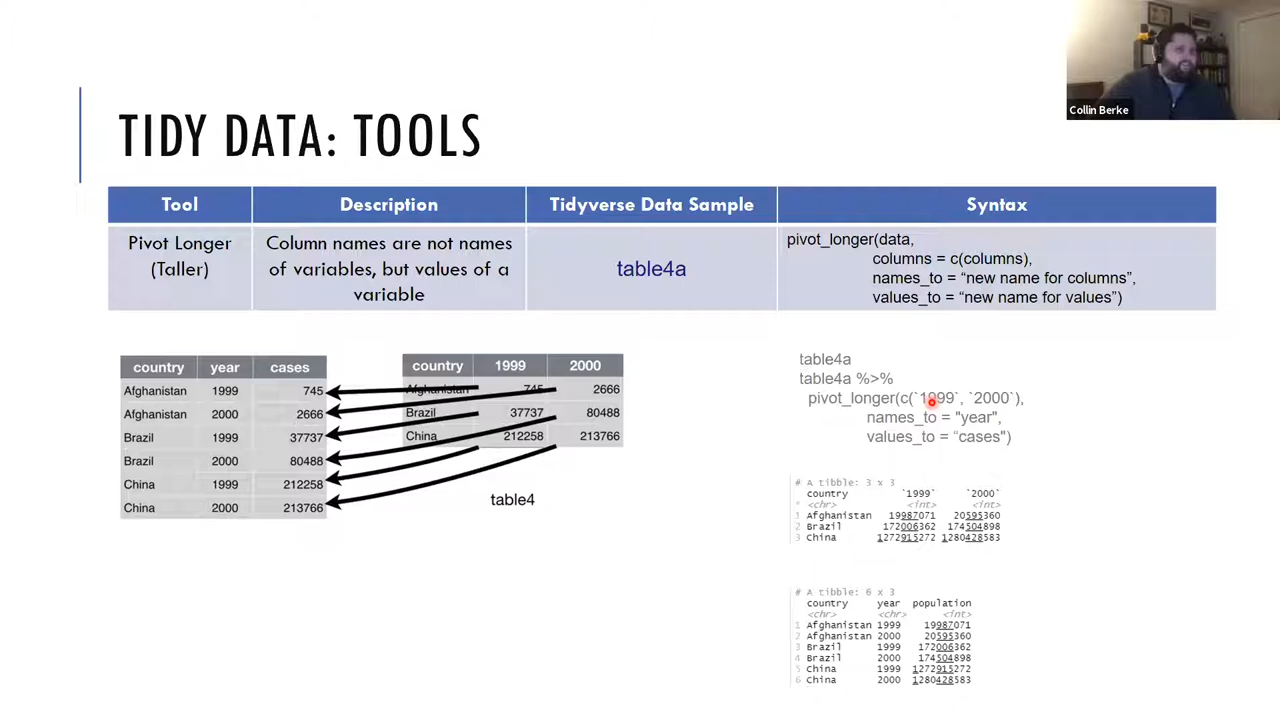 Collin Berke
TIDY DATA: TOOLS
Tool Description Tidyverse Data Sample Syntax
Pivot Longer
(Taller)
Column names are not names
of variables, but values of a
variable
table4a
pivot_longer(data,
columns = c(columns),
names_to = “new name for columns”,
values_to = “new name for values”)
country year cases
Afghanistan 1999 745
Afghanistan 2000 2666
Brazil 1999 37737
Brazil 2000 80488
China 1999 212258
China 2000 213766
country 1999 2000
Afghanistan 745 2666
Brazil 37737 80488
China 212258 213766
table4
table4a
table4a %>%
pivot_longer(c(`1999`, `2000`),
names_to = "year",
values_to = “cases")
# A tibble: 3 x 3
country `1999` `2000`
* <chr> <int> <int>
1 Afghanistan 19987071 20595360
2 Brazil 172006362 174504898
3 China 1272915272 1280428583
# A tibble: 6 x 3
country year population
<chr> <chr> <int>
1 Afghanistan 1999 19987071
2 Afghanistan 2000 20595360
3 Brazil 1999 172006362
4 Brazil 2000 174504898
5 China 1999 1272915272
6 China 2000 1280428583